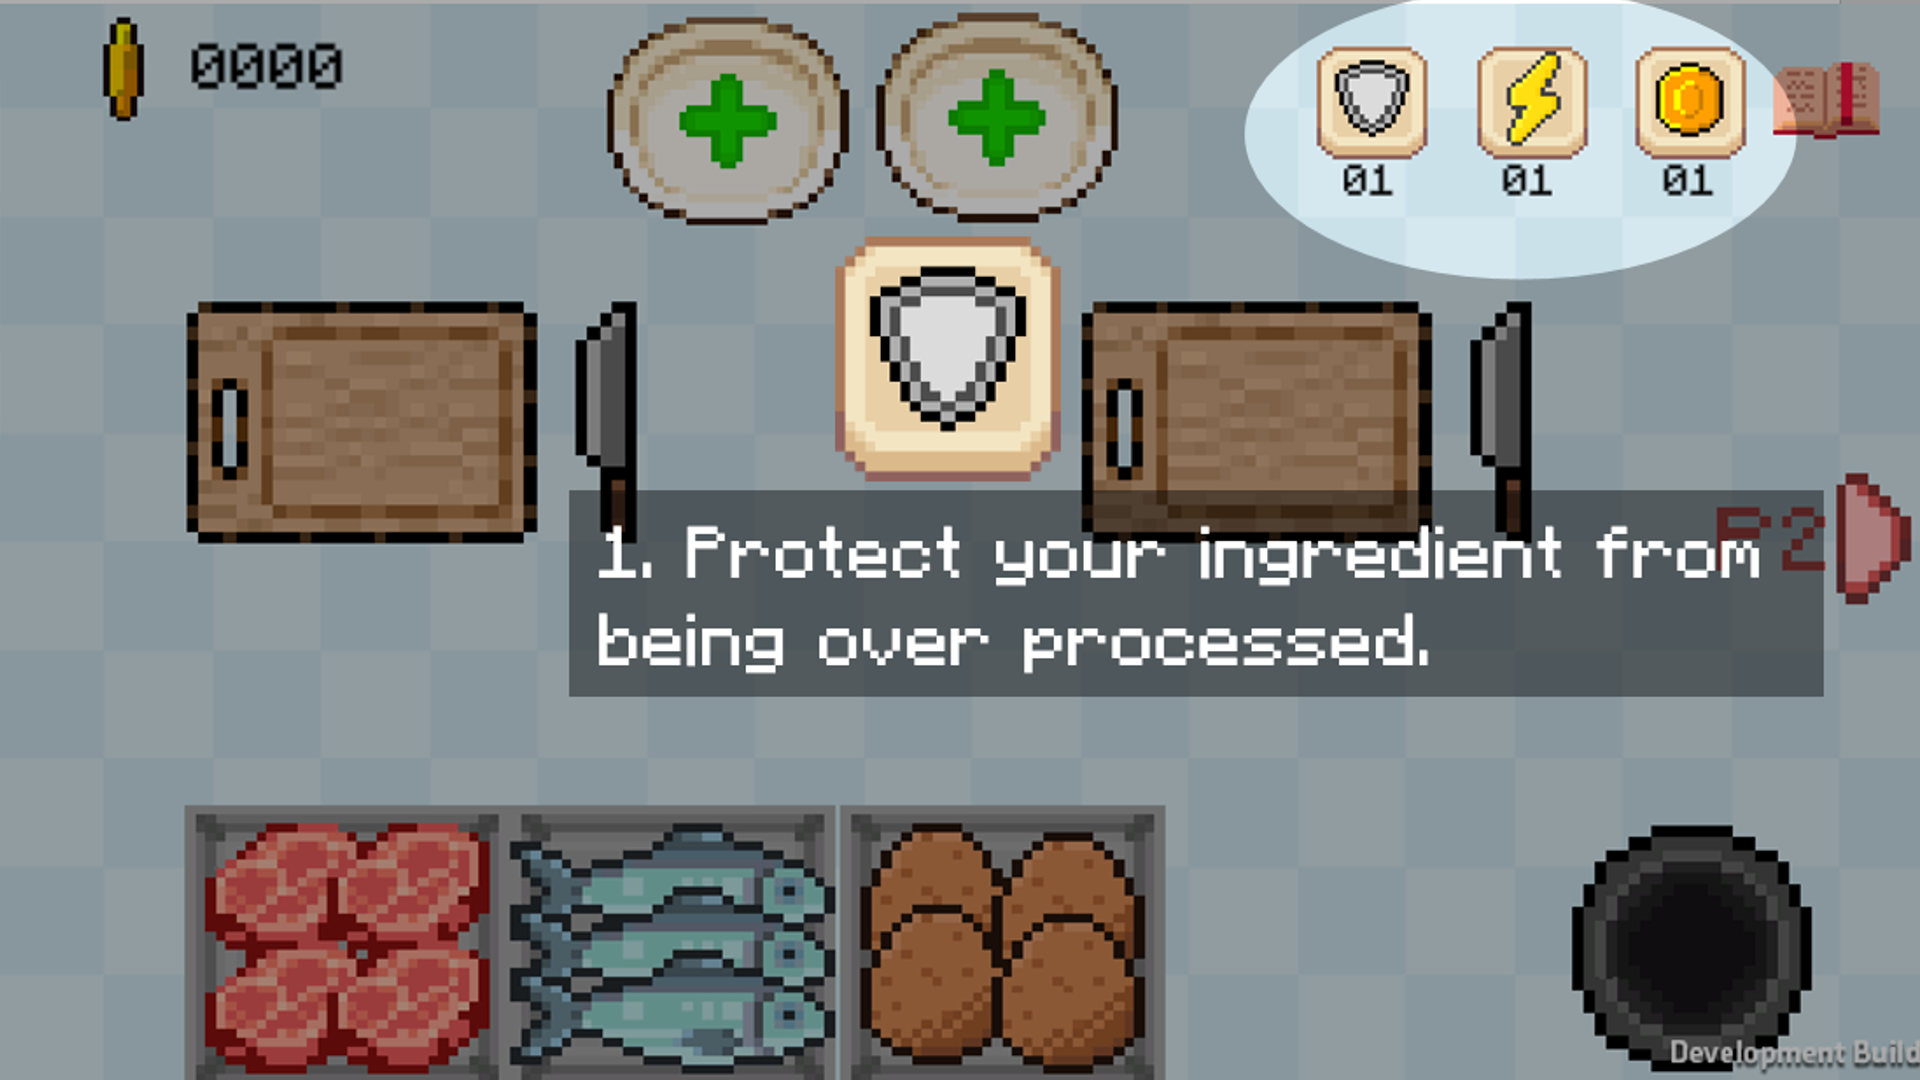 0000
01 01 01
P2
1. Protect your ingredient from
being over processed.
Development Build